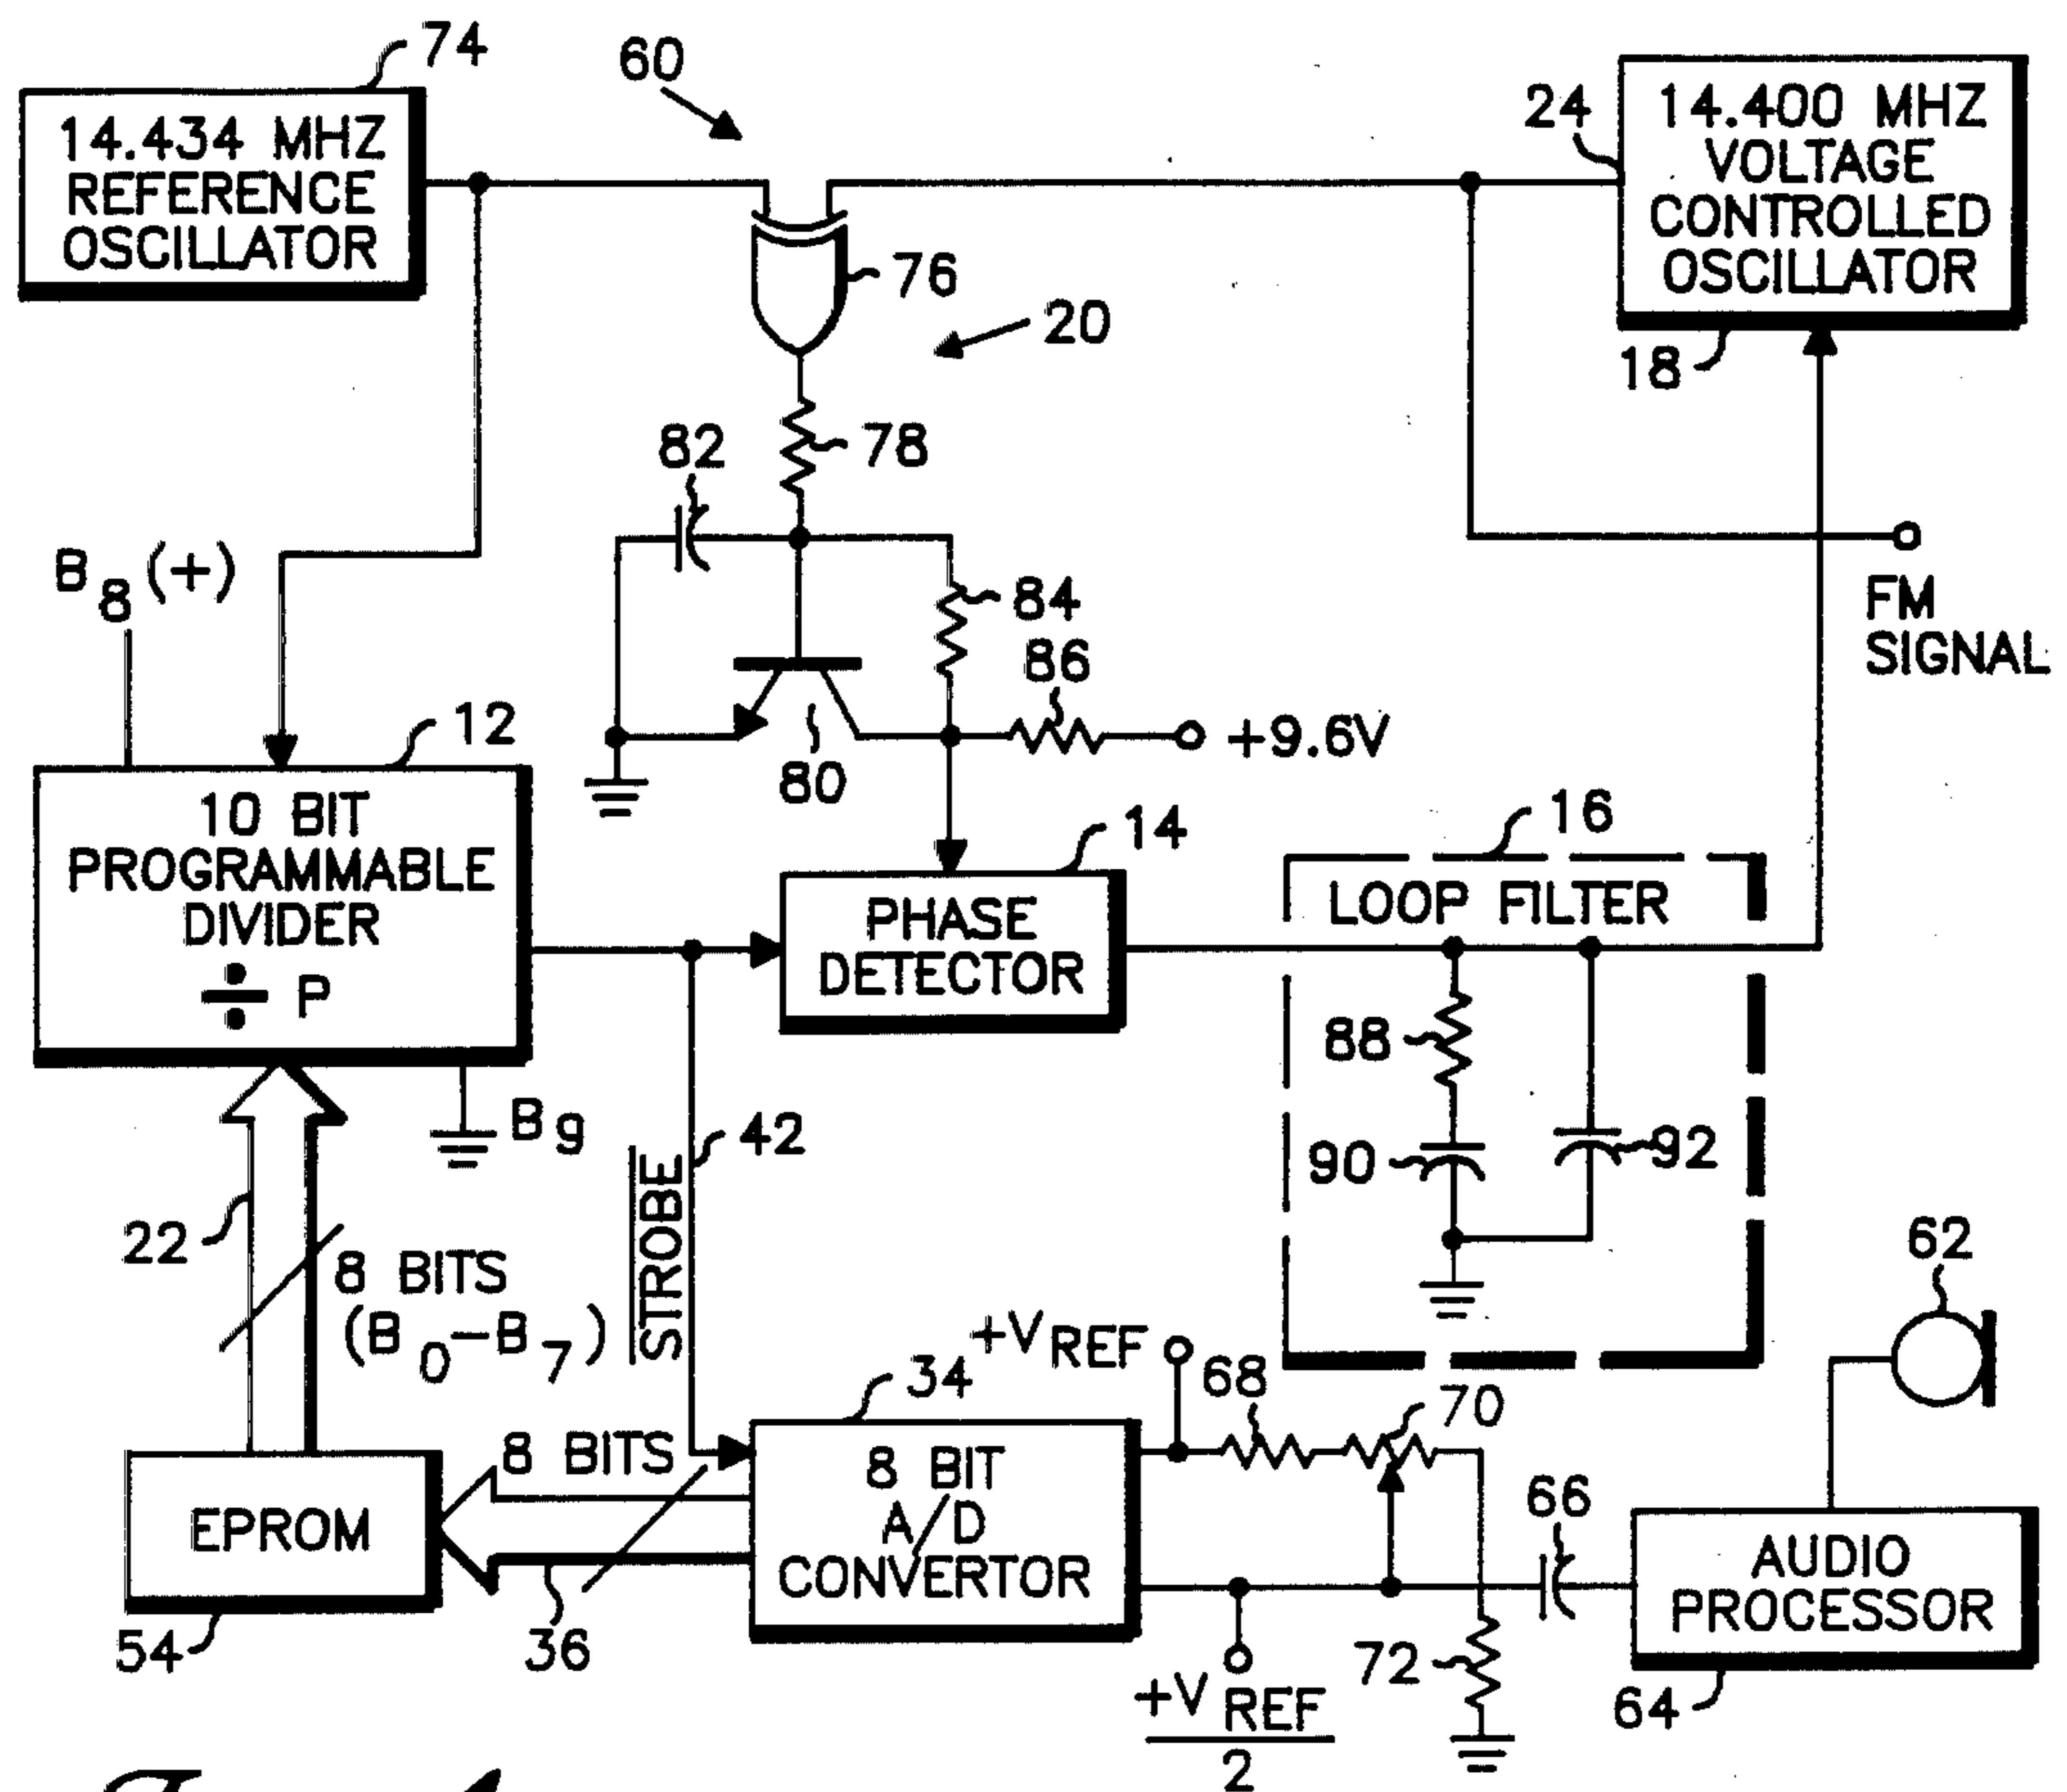 74
60
14.434 MHZ
REFERENCE
OSCILLATOR
24
14.400 MHZ
VOLTAGE
CONTROLLED
OSCILLATOR
76
20
18
82
78
B8 (+)
84
86
FM
SIGNAL
12
+9.6V
80
10 BIT
PROGRAMMABLE
DIVIDER
÷ P
14
PHASE
DETECTOR
16
LOOP FILTER
88
90
92
B9
42
STROBE
22
8 BITS
(B0–B7)
62
34
+VREF
68
70
8 BITS
EPROM
54
36
8 BIT
A/D
CONVERTOR
66
AUDIO
PROCESSOR
72
64
+VREF
2